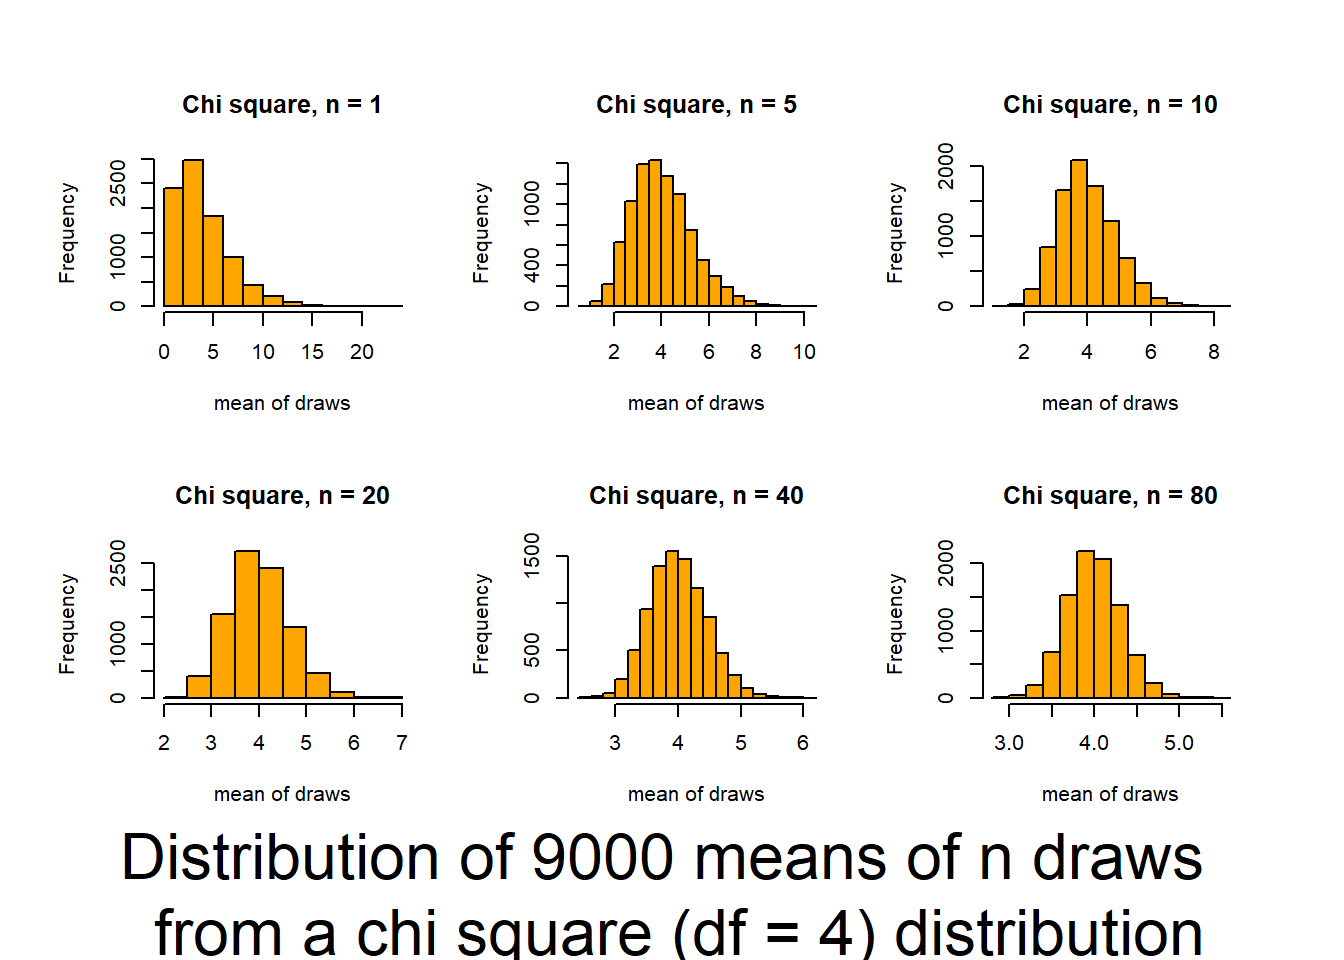 Chi square, n = 1
Frequency
0 1000 2500
0 5 10 15 20
mean of draws
Chi square, n = 5
Frequency
0 400 1000
2 4 6 8 10
mean of draws
Chi square, n = 10
Frequency
0 1000 2000
2 4 6 8
mean of draws
Chi square, n = 20
Frequency
0 1000 2500
2 3 4 5 6 7
mean of draws
Chi square, n = 40
Frequency
0 500 1500
3 4 5 6
mean of draws
Chi square, n = 80
Frequency
0 1000 2000
3.0 4.0 5.0
mean of draws
Distribution of 9000 means of n draws
from a chi square (df = 4) distribution